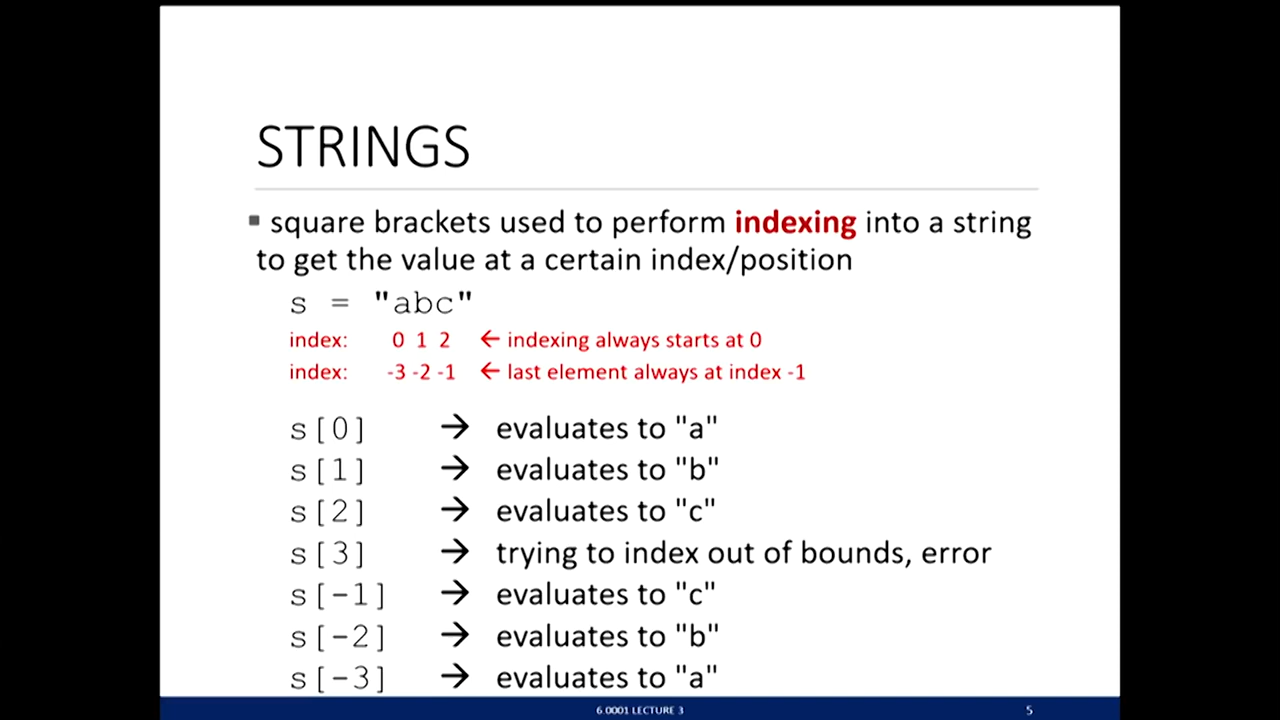 STRINGS
▪ square brackets used to perform indexing into a string
to get the value at a certain index/position
s = "abc"
index: 0 1 2 ← indexing always starts at 0
index: -3 -2 -1 ← last element always at index -1
s[0] → evaluates to "a"
s[1] → evaluates to "b"
s[2] → evaluates to "c"
s[3] → trying to index out of bounds, error
s[-1] → evaluates to "c"
s[-2] → evaluates to "b"
s[-3] → evaluates to "a"
6.0001 LECTURE 3 5